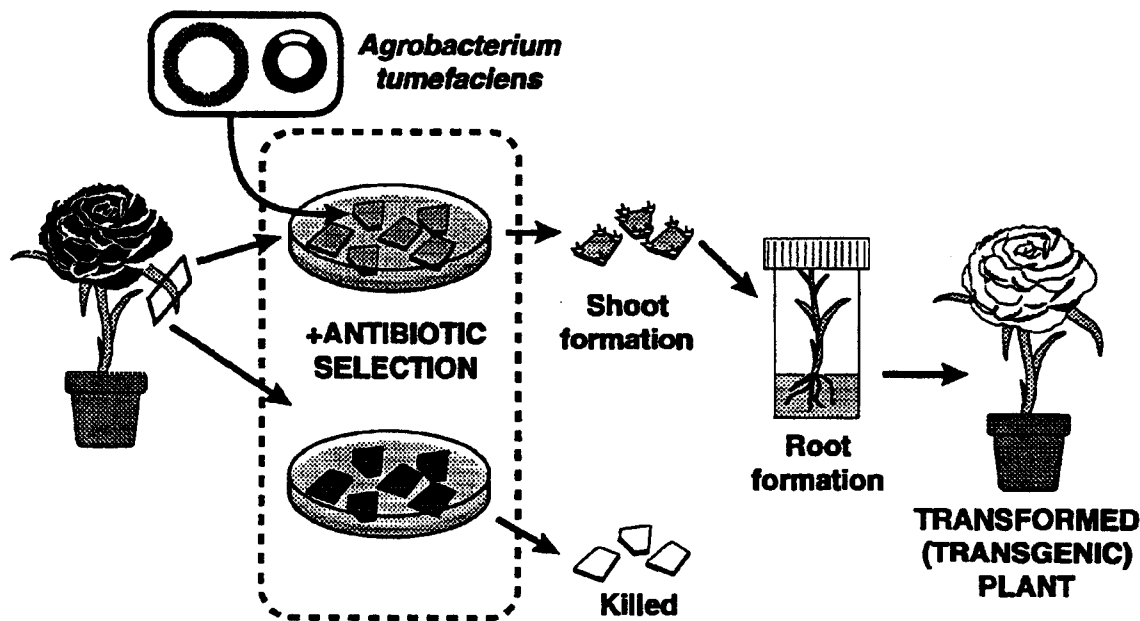 Agrobacterium
tumefaciens
+ANTIBIOTIC
SELECTION
Shoot
formation
Root
formation
Killed
TRANSFORMED
(TRANSGENIC)
PLANT